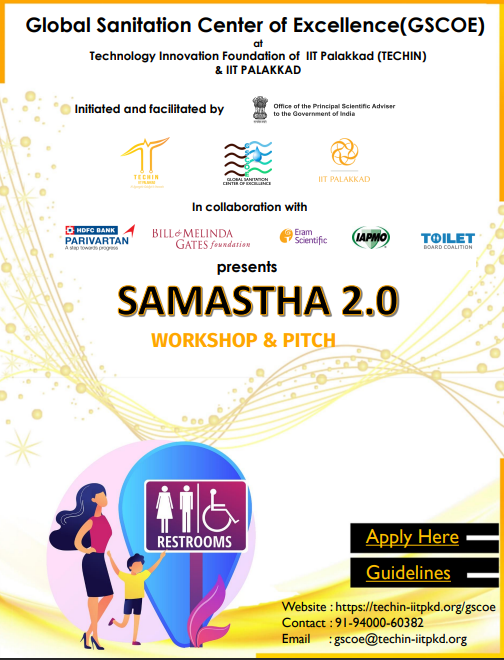 Global Sanitation Center of Excellence(GSCOE)
at
Technology Innovation Foundation of IIT Palakkad (TECHIN)
& IIT PALAKKAD
Initiated and facilitated by
Office of the Principal Scientific Adviser
to the Government of India
TECHIN
IIT PALAKKAD
GLOBAL SANITATION
CENTER OF EXCELLENCE
IIT PALAKKAD
In collaboration with
HDFC BANK
PARIVARTAN
A step towards progress
BILL & MELINDA
GATES foundation
Eram
Scientific
IAPMO
TOILET
BOARD COALITION
presents
SAMASTHA 2.0
WORKSHOP & PITCH
RESTROOMS
Apply Here
Guidelines
Website : https://techin-iitpkd.org/gscoe
Contact : 91-94000-60382
Email : gscoe@techin-iitpkd.org